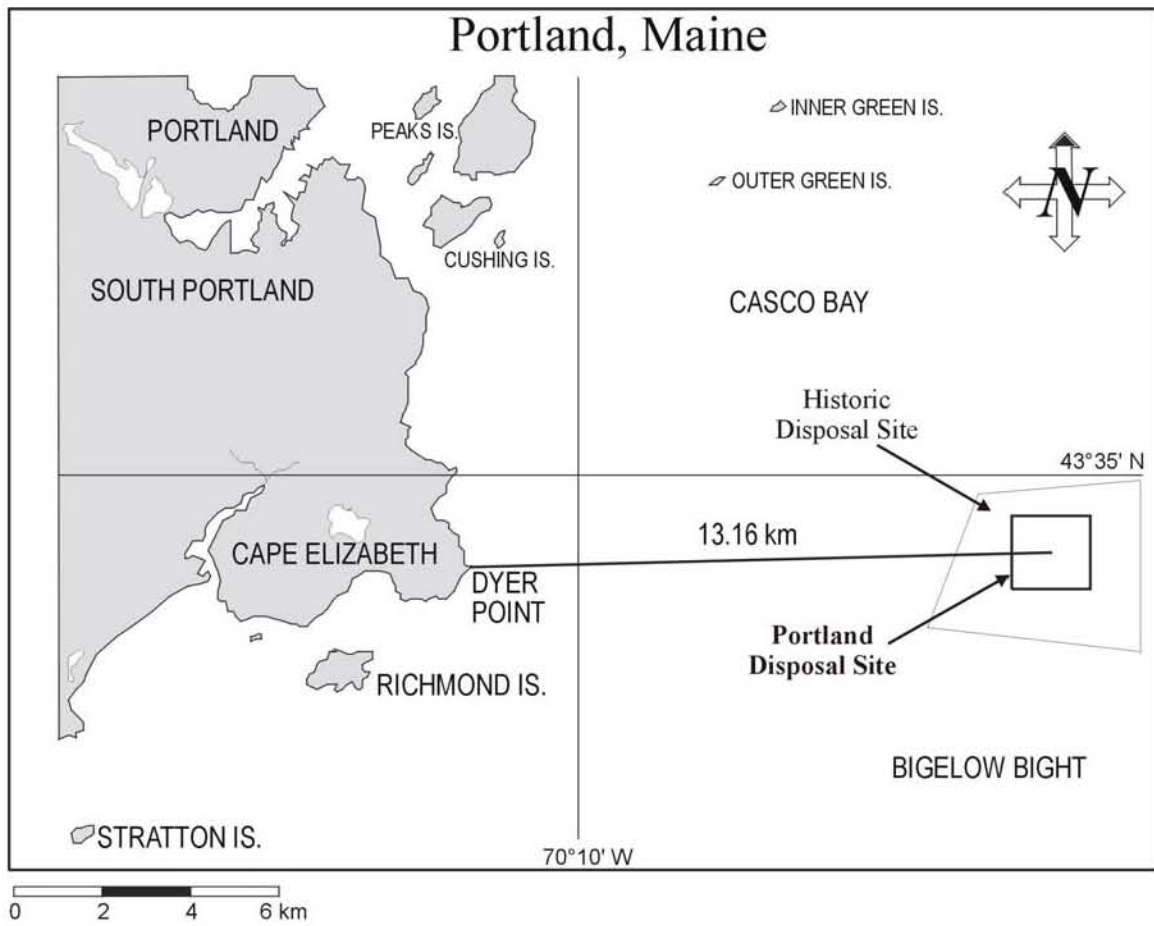 Portland, Maine
PORTLAND
PEAKS IS.
INNER GREEN IS.
OUTER GREEN IS.
N
CUSHING IS.
SOUTH PORTLAND
CASCO BAY
Historic
Disposal Site
43°35' N
13.16 km
CAPE ELIZABETH
DYER
POINT
Portland
Disposal Site
RICHMOND IS.
BIGELOW BIGHT
STRATTON IS.
70°10' W
0 2 4 6 km